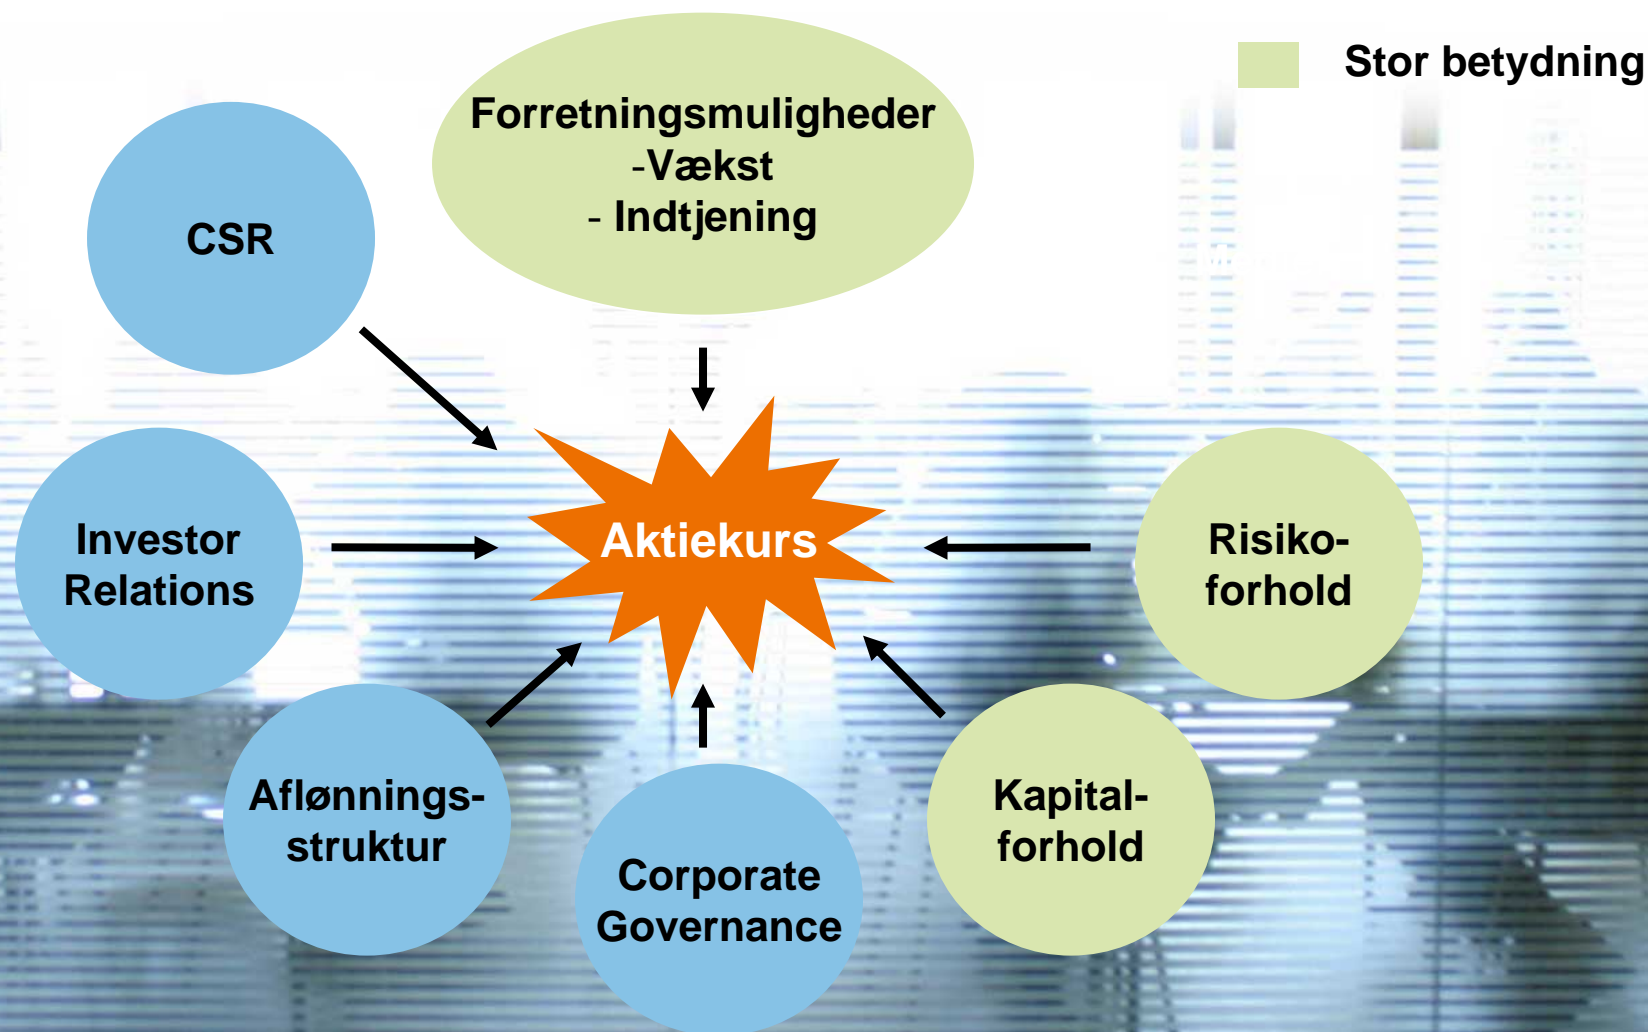 Stor betydning
Forretningsmuligheder
-Vækst
- Indtjening
CSR
Investor
Relations
Aktiekurs
Risiko-
forhold
Aflønnings-
struktur
Kapital-
forhold
Corporate
Governance